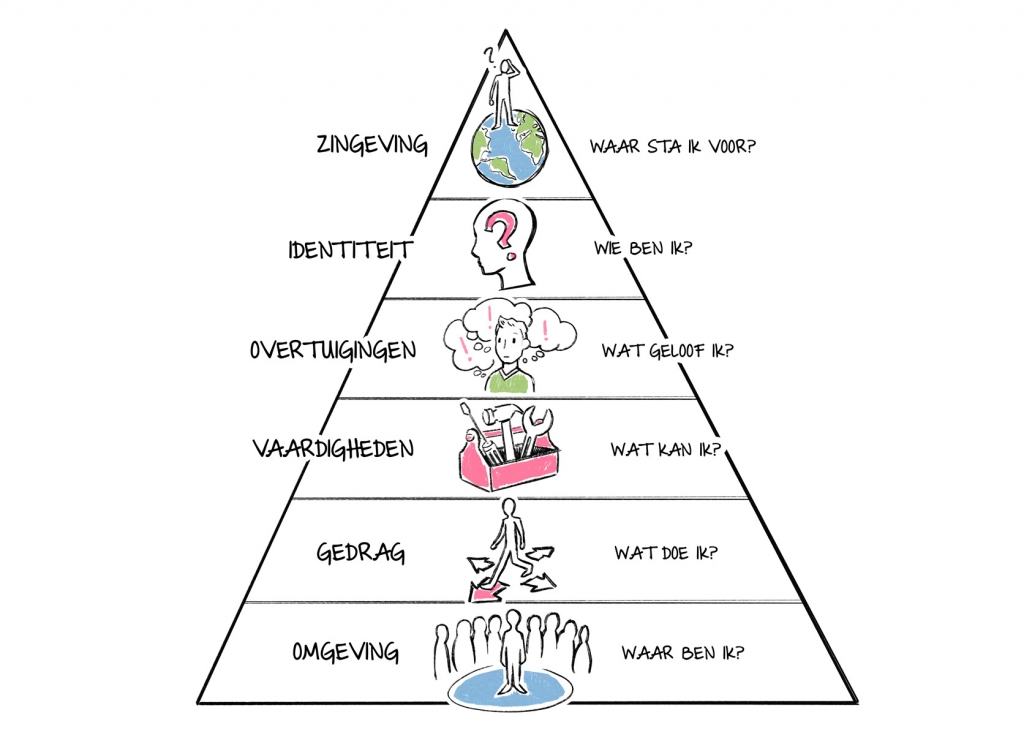 ?
ZINGEVING
WAAR STA IK VOOR?
?
IDENTITEIT
WIE BEN IK?
! ! !
OVERTUIGINGEN
WAT GELOOF IK?
VAARDIGHEDEN
WAT KAN IK?
GEDRAG
WAT DOE IK?
OMGEVING
WAAR BEN IK?